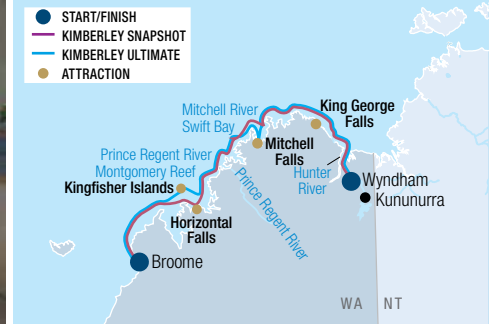 START/FINISH
KIMBERLEY SNAPSHOT
KIMBERLEY ULTIMATE
ATTRACTION
Mitchell River
Swift Bay
King George
Falls
Mitchell
Falls
Prince Regent River
Montgomery Reef
Kingfisher Islands
Hunter
River
Wyndham
Kununurra
Prince Regent River
Horizontal
Falls
Broome
WA
NT